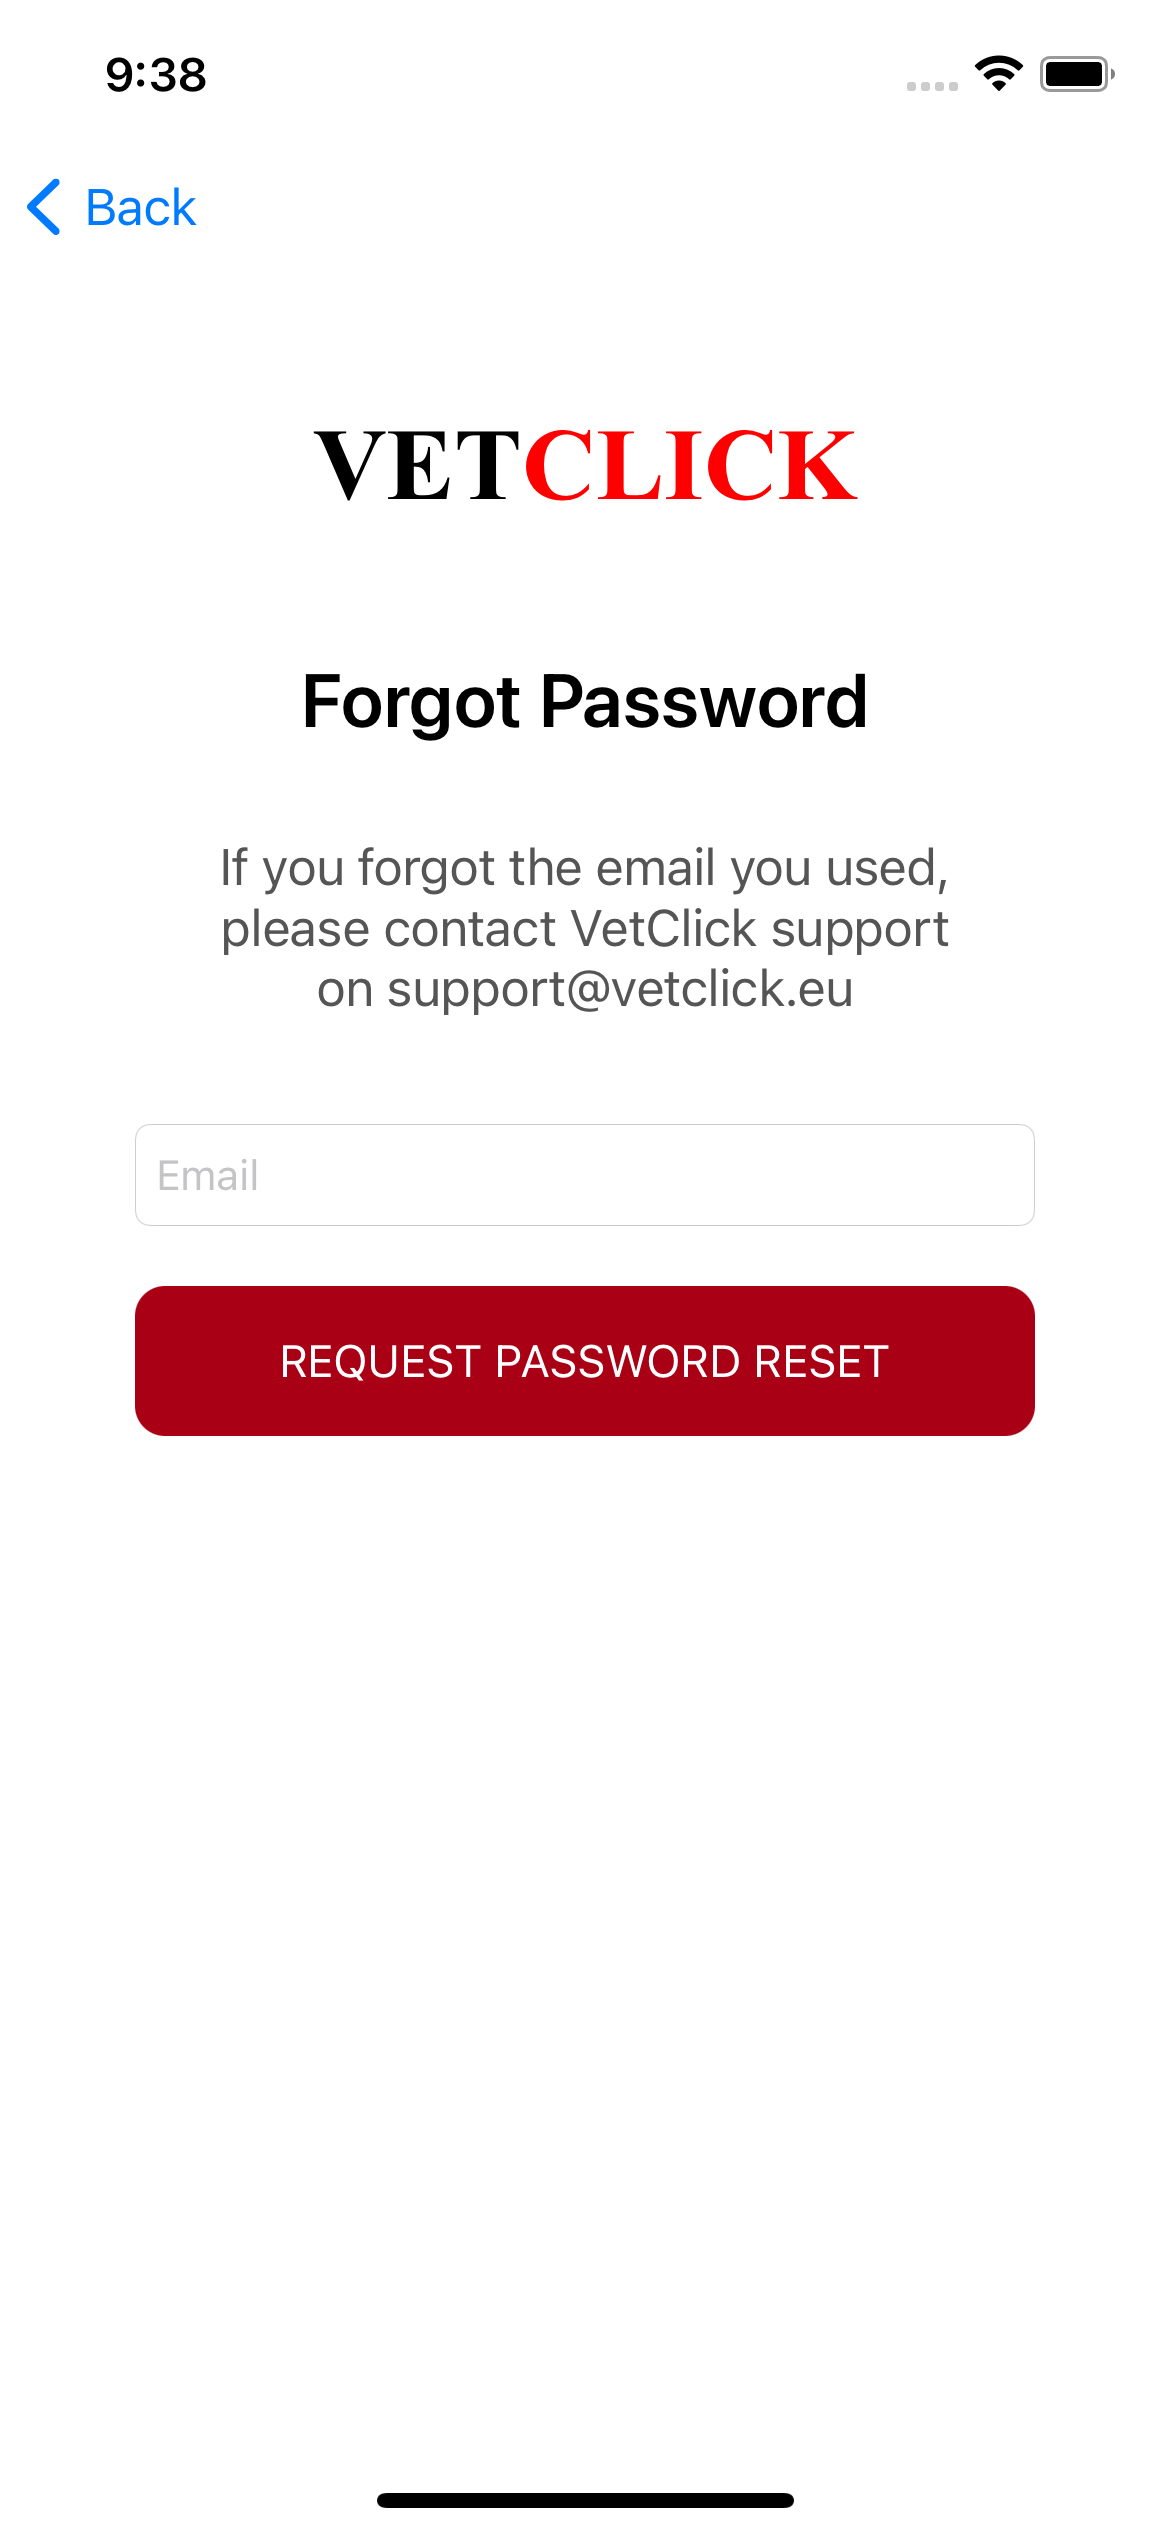 9:38
Back
VETCLICK
Forgot Password
If you forgot the email you used,
please contact VetClick support
on support@vetclick.eu
Email
REQUEST PASSWORD RESET